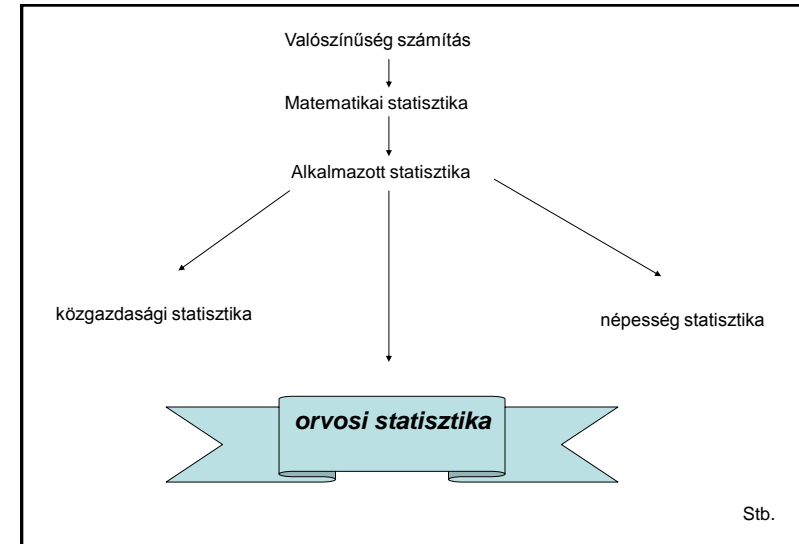 Valószínűség számítás
Matematikai statisztika
Alkalmazott statisztika
közgazdasági statisztika
népesség statisztika
orvosi statisztika
Stb.